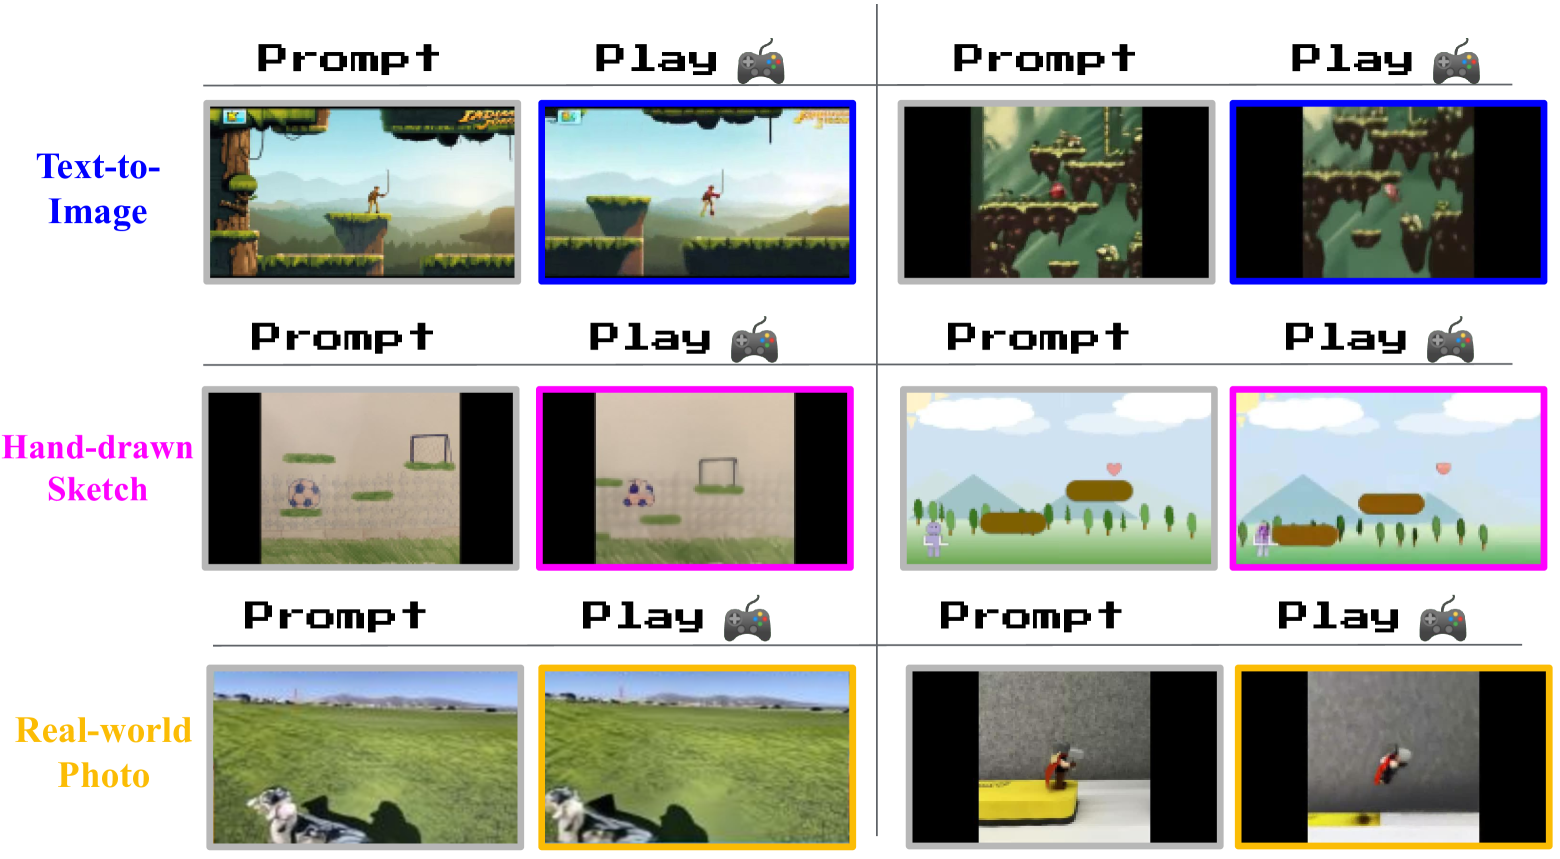 Prompt Play Prompt Play
Text-to-
Image
Prompt Play Prompt Play
Hand-drawn
Sketch
Prompt Play Prompt Play
Real-world
Photo